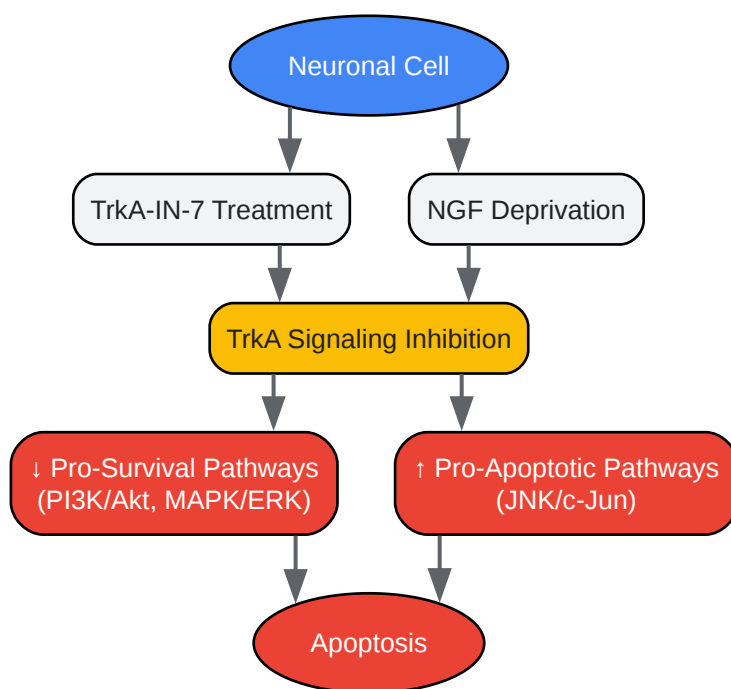 Neuronal Cell
TrkA-IN-7 Treatment
NGF Deprivation
TrkA Signaling Inhibition
↓ Pro-Survival Pathways
(PI3K/Akt, MAPK/ERK)
↑ Pro-Apoptotic Pathways
(JNK/c-Jun)
Apoptosis